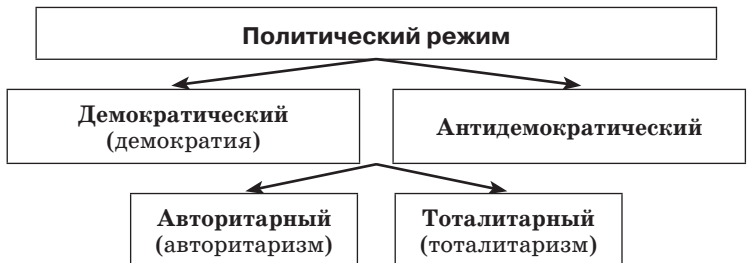 Политический режим
Демократический
(демократия)
Антидемократический
Авторитарный
(авторитаризм)
Тоталитарный
(тоталитаризм)